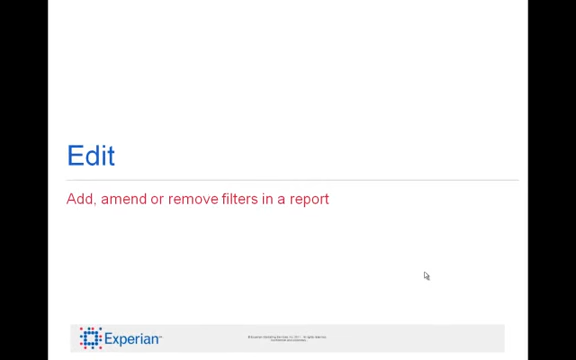 Edit
Add, amend or remove filters in a report
Experian